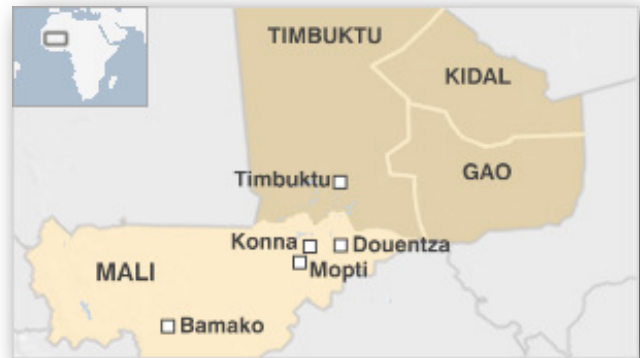 TIMBUKTU
KIDAL
GAO
Timbuktu
Konna
Douentza
Mopti
MALI
Bamako